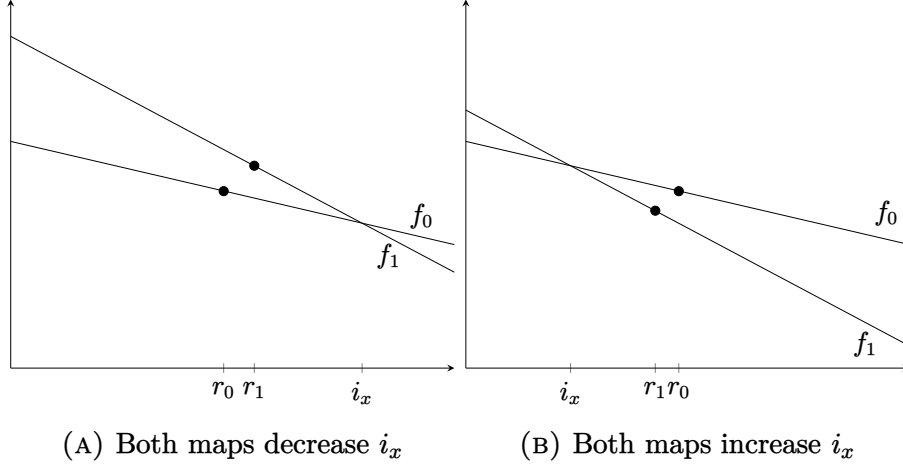 f₀
f₁
r₀ r₁ iₓ
(A) Both maps decrease iₓ
f₀
f₁
iₓ r₁ r₀
(B) Both maps increase iₓ